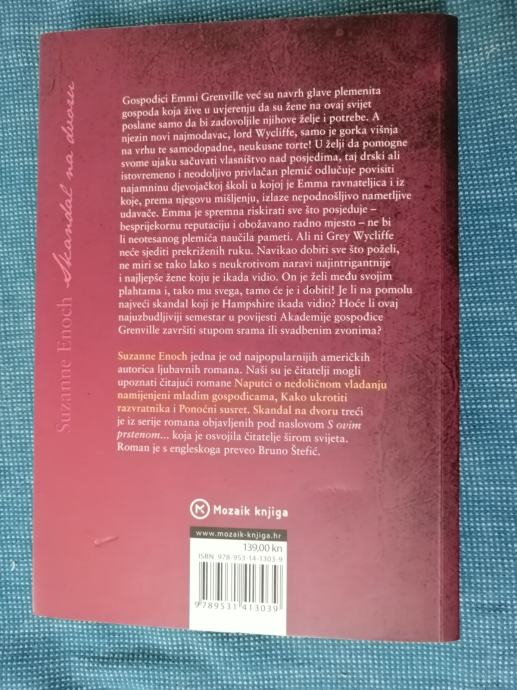 Suzanne Enoch Skandal na dvoru
Gospođici Emmi Grenville već su navrh glave plemenita
gospoda koja žive u uvjerenju da su žene na ovaj svijet
poslane samo da bi zadovoljile njihove želje i potrebe. A
njezin novi najmodavac, lord Wycliffe, samo je gorka višnja
na vrhu te samodopadne, neukusne torte! U želji da pomogne
svome ujaku sačuvati vlasništvo nad posjedima, taj drski ali
istovremeno i neodoljivo privlačan plemić odlučuje povisiti
najamninu djevojačkoj školi u kojoj je Emma ravnateljica i iz
koje, prema njegovu mišljenju, izlaze nepodnošljivo nametljive
udavače. Emma je spremna riskirati sve što posjeduje –
besprijekornu reputaciju i obožavano radno mjesto – ne bi
li neotesanog plemića naučila pameti. Ali ni Grey Wycliffe
neće sjediti prekriženih ruku. Navikao dobiti sve što poželi,
ne miri se tako lako s neukrotivom naravi najintrigantnije
i najljepše žene koju je ikada vidio. On je želi među svojim
plahtama i, tako mu svega, tamo će je i dobiti! Je li na pomolu
najveći skandal koji je Hampshire ikada vidio? Hoće li ovaj
najuzbudljiviji semestar u povijesti Akademije gospođice
Grenville završiti stupom srama ili svadbenim zvonima?
Suzanne Enoch jedna je od najpopularnijih američkih
autorica ljubavnih romana. Naši su je čitatelji mogli
upoznati čitajući romane Naputci o nedoličnom vladanju
namijenjeni mladim gospođicama, Kako ukrotiti
razvratnika i Ponoćni susret. Skandal na dvoru treći
je iz serije romana objavljenih pod naslovom S ovim
prstenom... koja je osvojila čitatelje širom svijeta.
Roman je s engleskoga preveo Bruno Štefić.
Mozaik knjiga
www.mozaik-knjiga.hr
139,00 kn
ISBN 978-953-14-1303-9
9 789531 413039